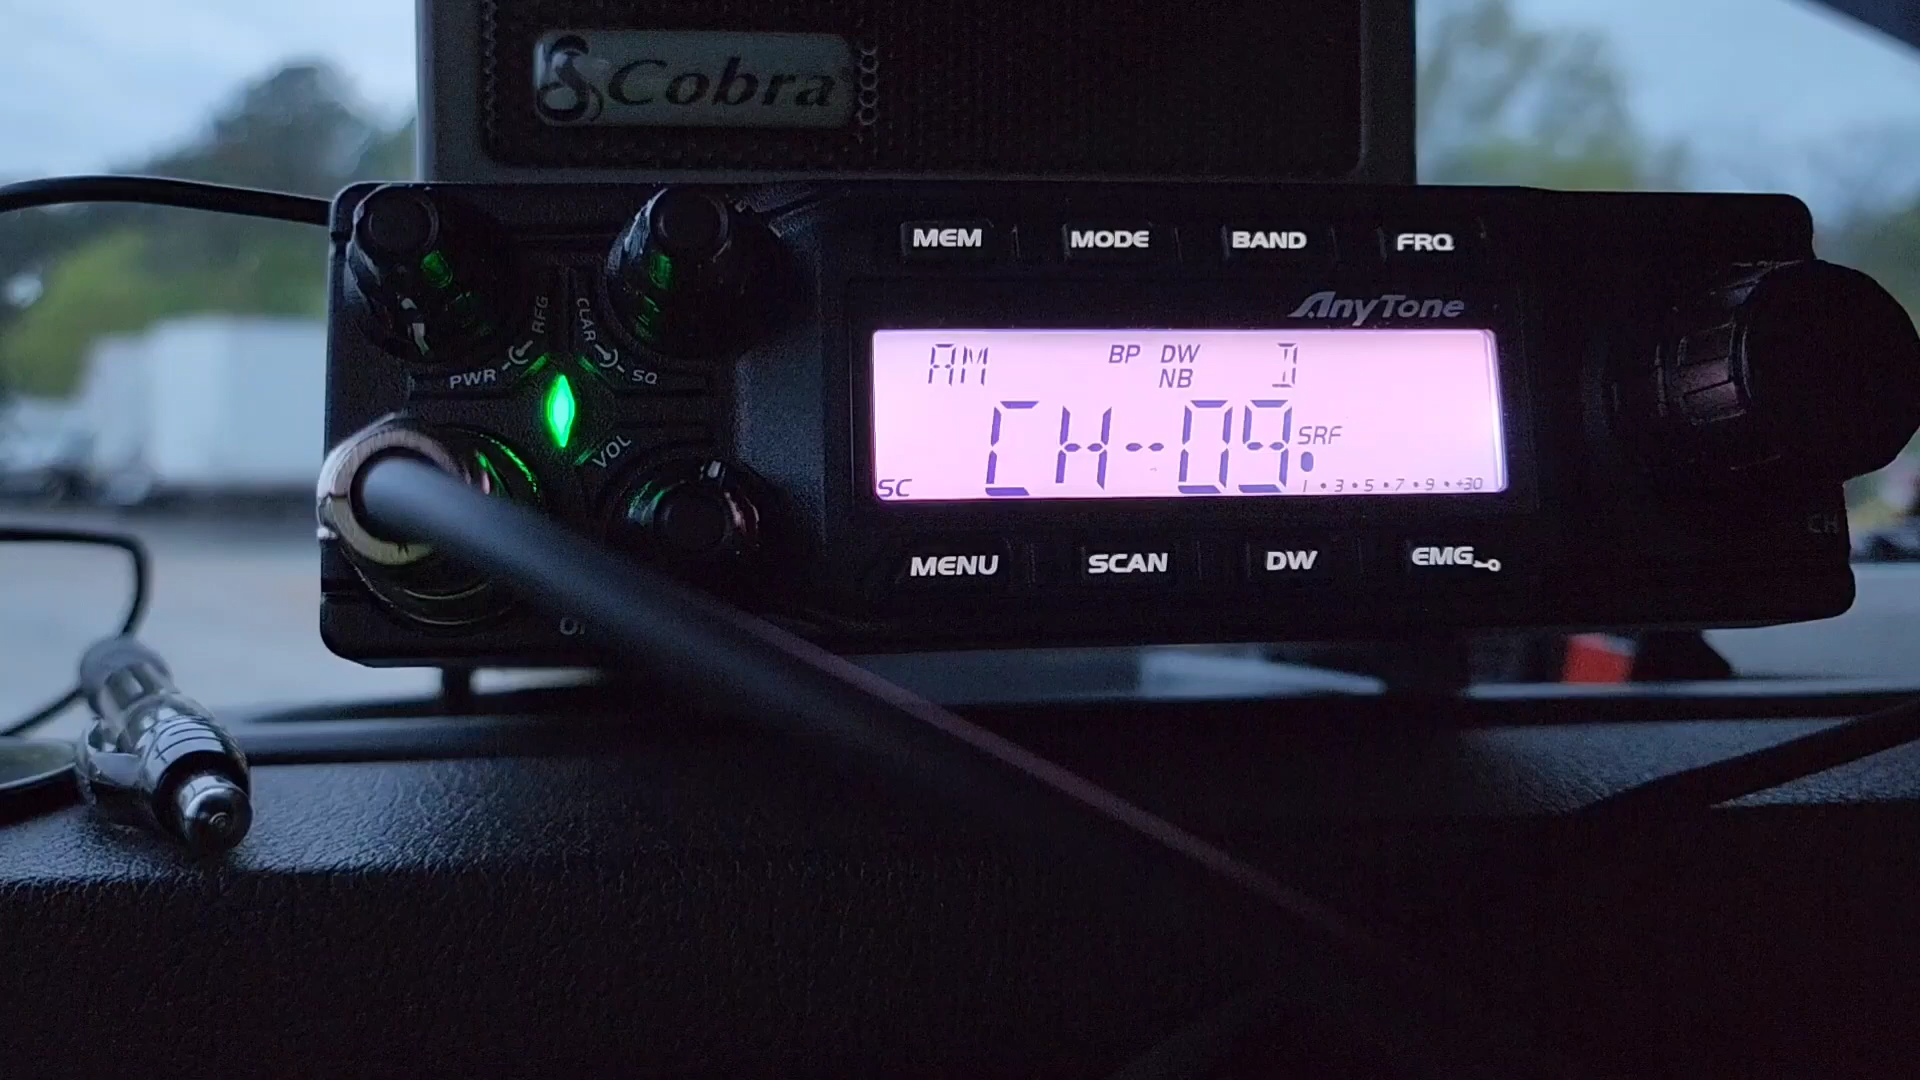 Cobra
MEM MODE BAND FRQ
AnyTone
RFG
CLAR
PWR
SQ
VOL
AM BP DW D
NB
CH-09 SRF
SC 1 • 3 • 5 • 7 • 9 • +30
MENU SCAN DW EMG
CH